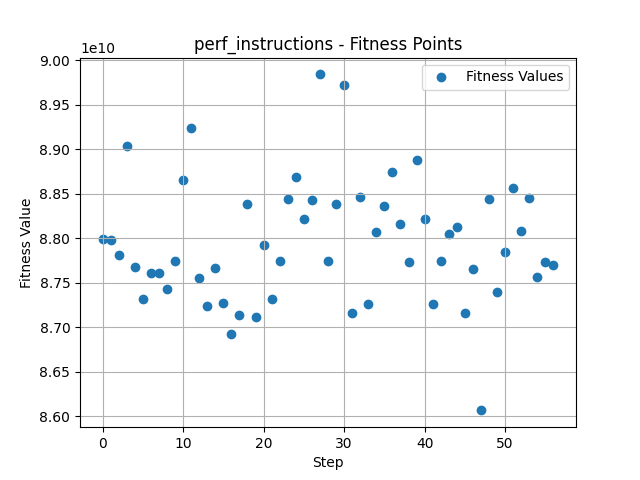 perf_instructions - Fitness Points
1e10
Fitness Values
9.00
8.95
8.90
8.85
8.80
8.75
8.70
8.65
8.60
Fitness Value
0 10 20 30 40 50
Step